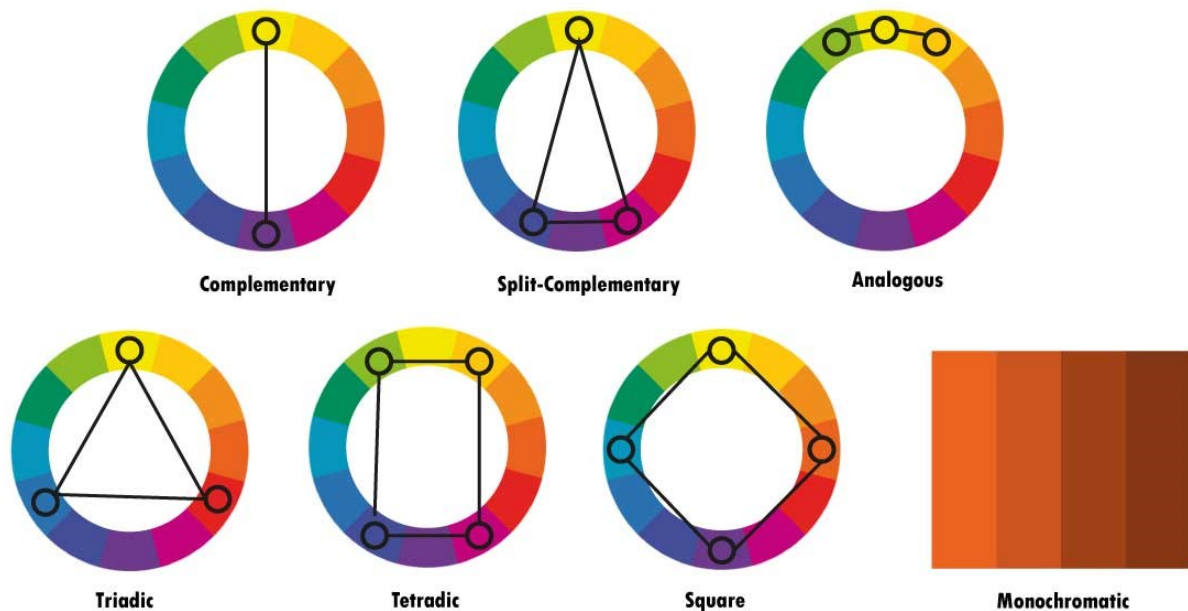 Complementary
Split-Complementary
Analogous
Triadic
Tetradic
Square
Monochromatic